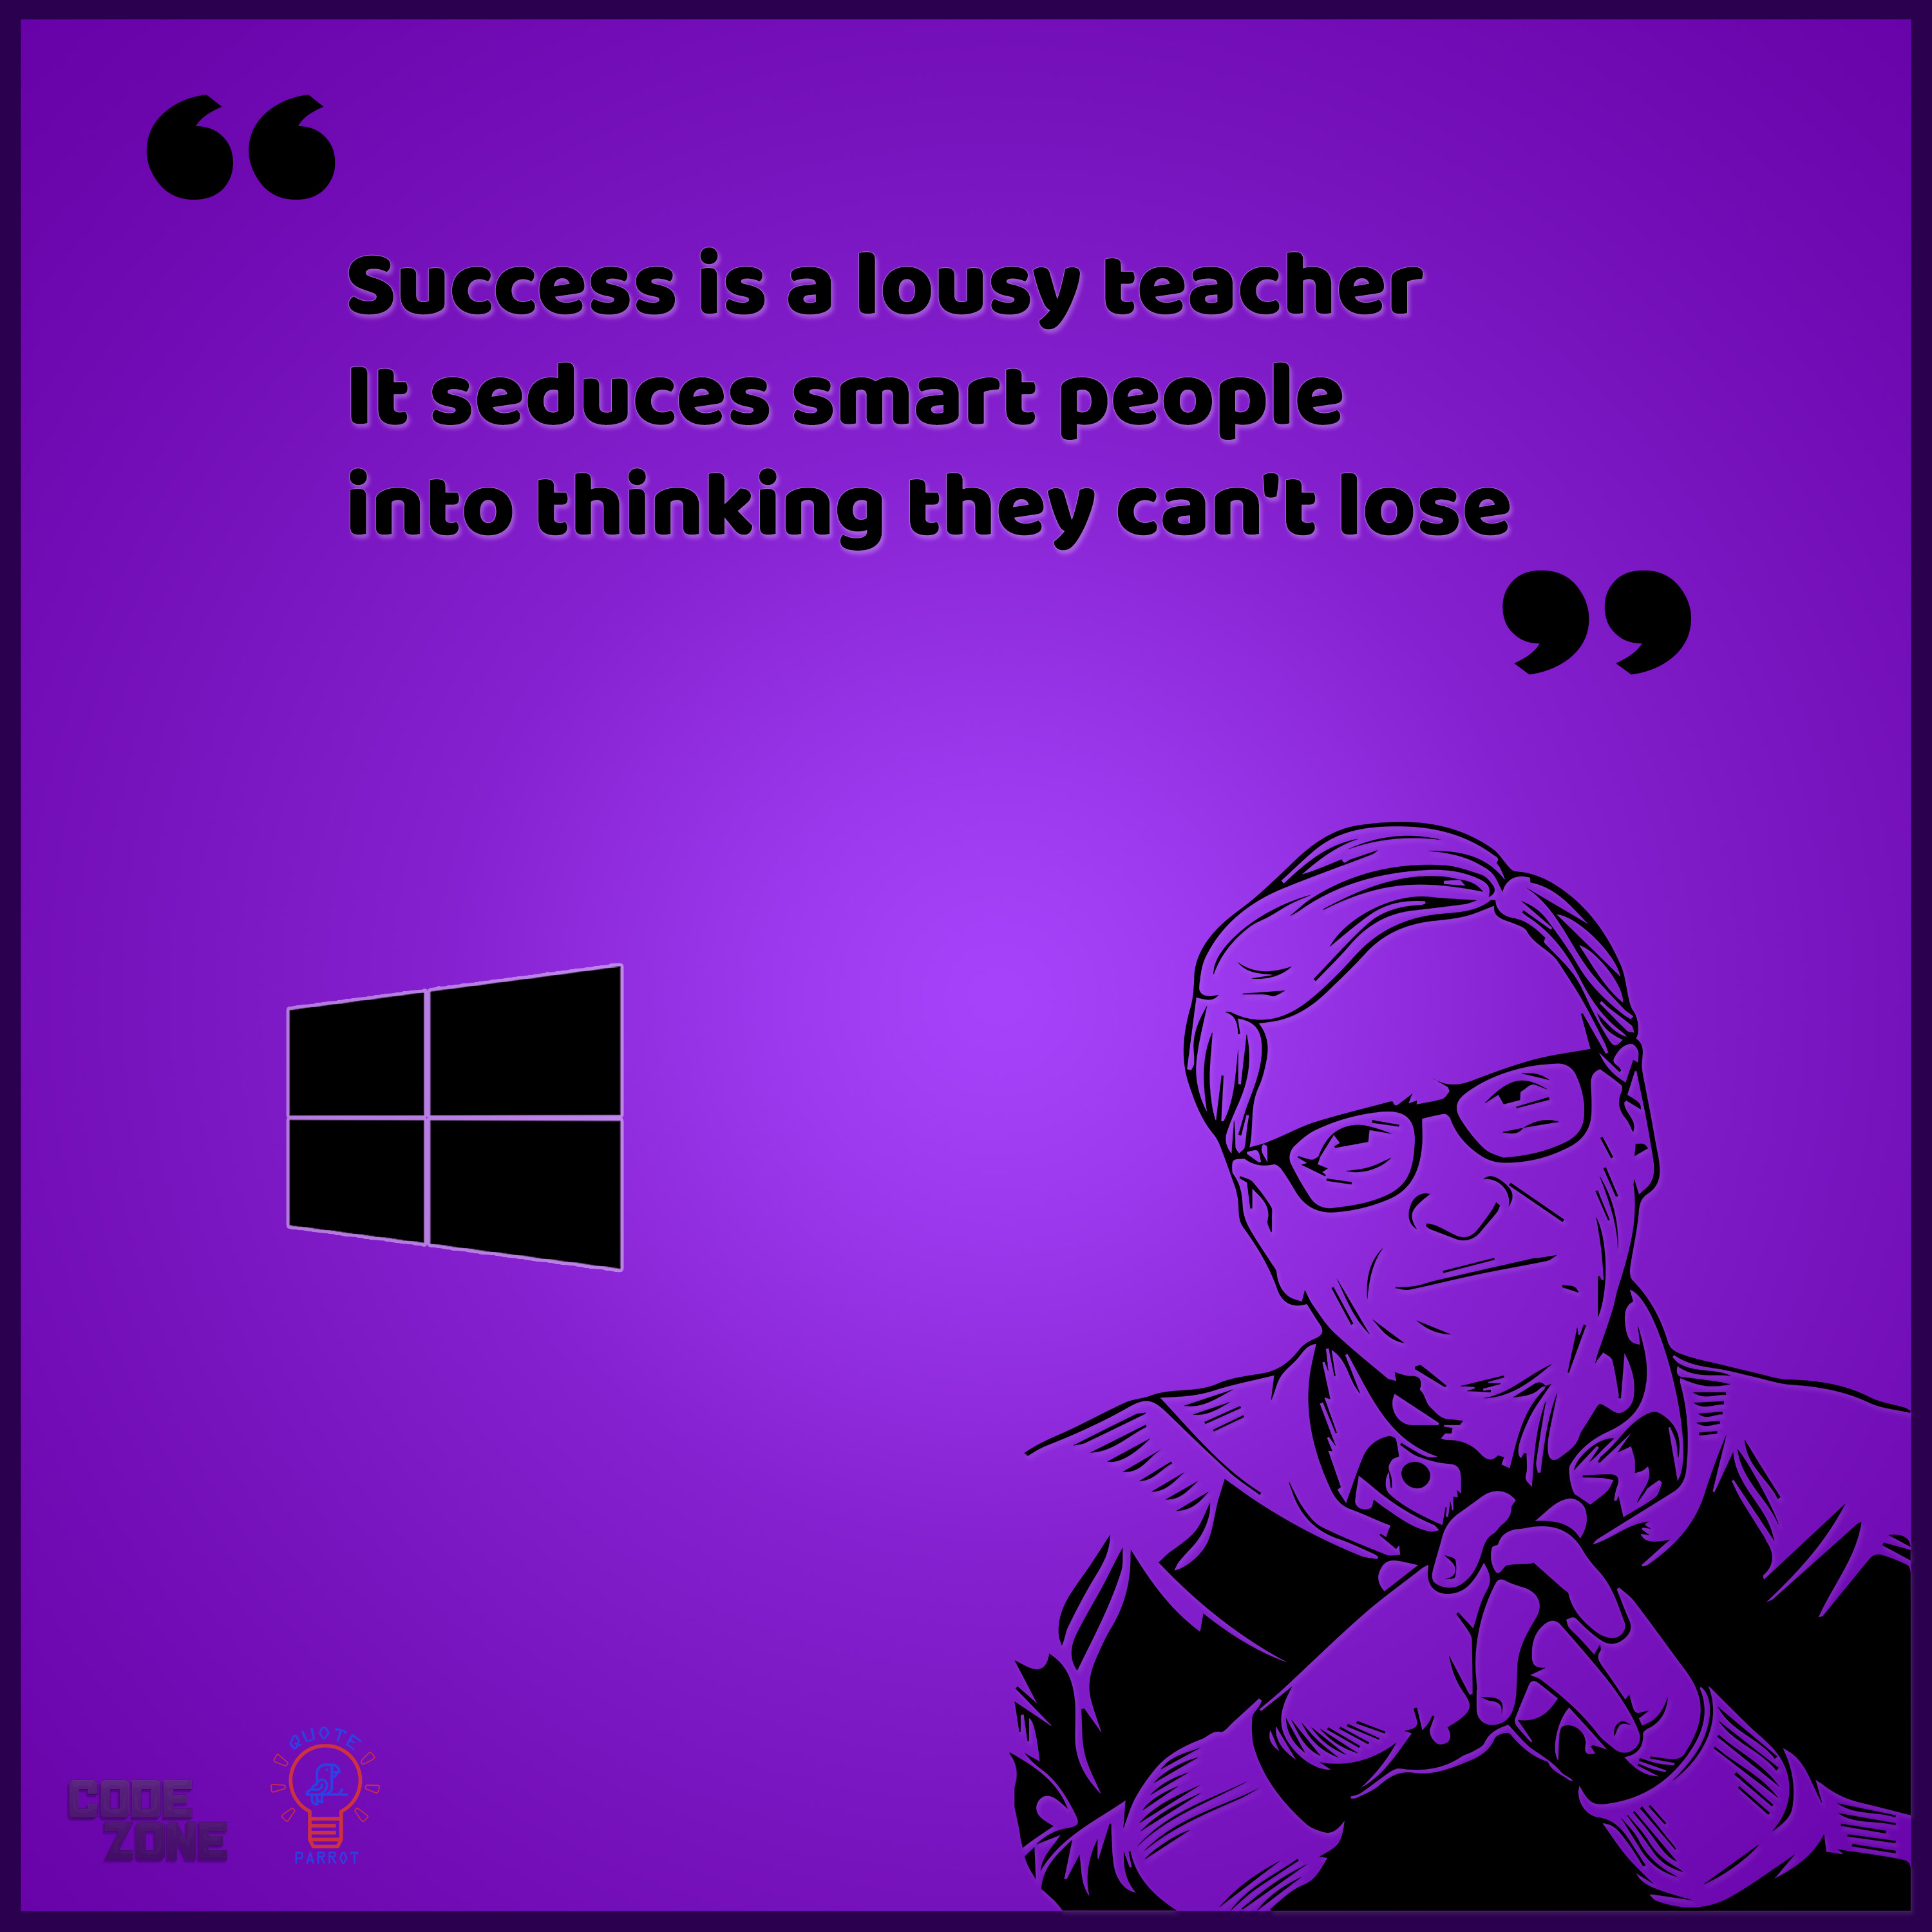 “
Success is a lousy teacher
It seduces smart people
into thinking they can't lose
”
CODE
ZONE
QUOTE
PARROT